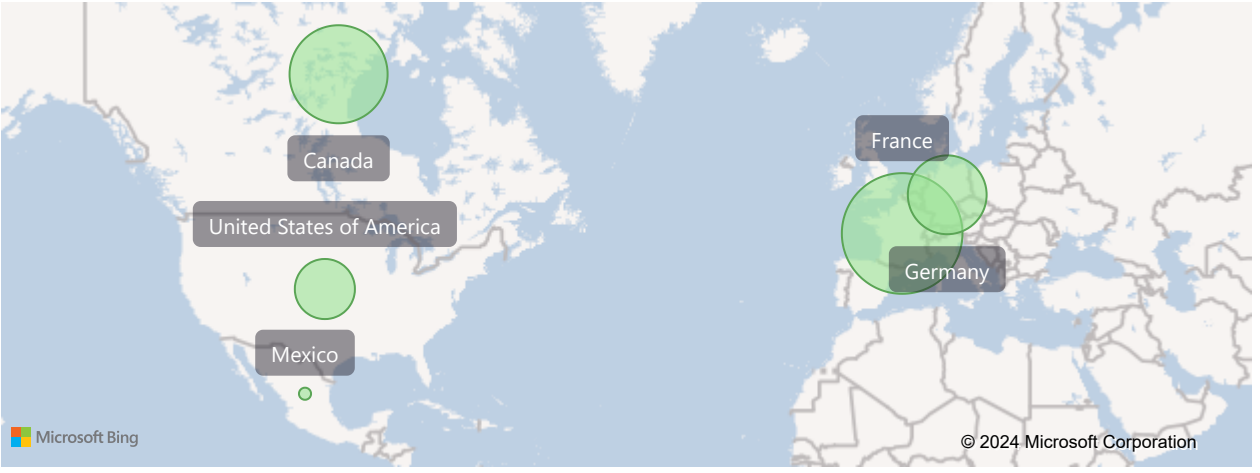 France
Canada
United States of America
Germany
Mexico
Microsoft Bing
© 2024 Microsoft Corporation